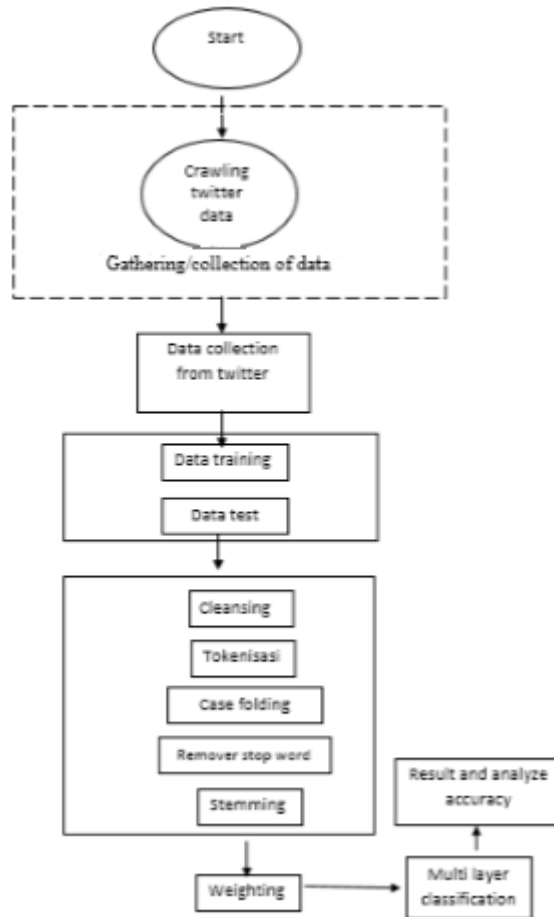 Start
Crawling
twitter
data
Gathering/collection of data
Data collection
from twitter
Data training
Data test
Cleansing
Tokenisasi
Case folding
Remover stop word
Stemming
Result and analyze
accuracy
Weighting
Multi layer
classification